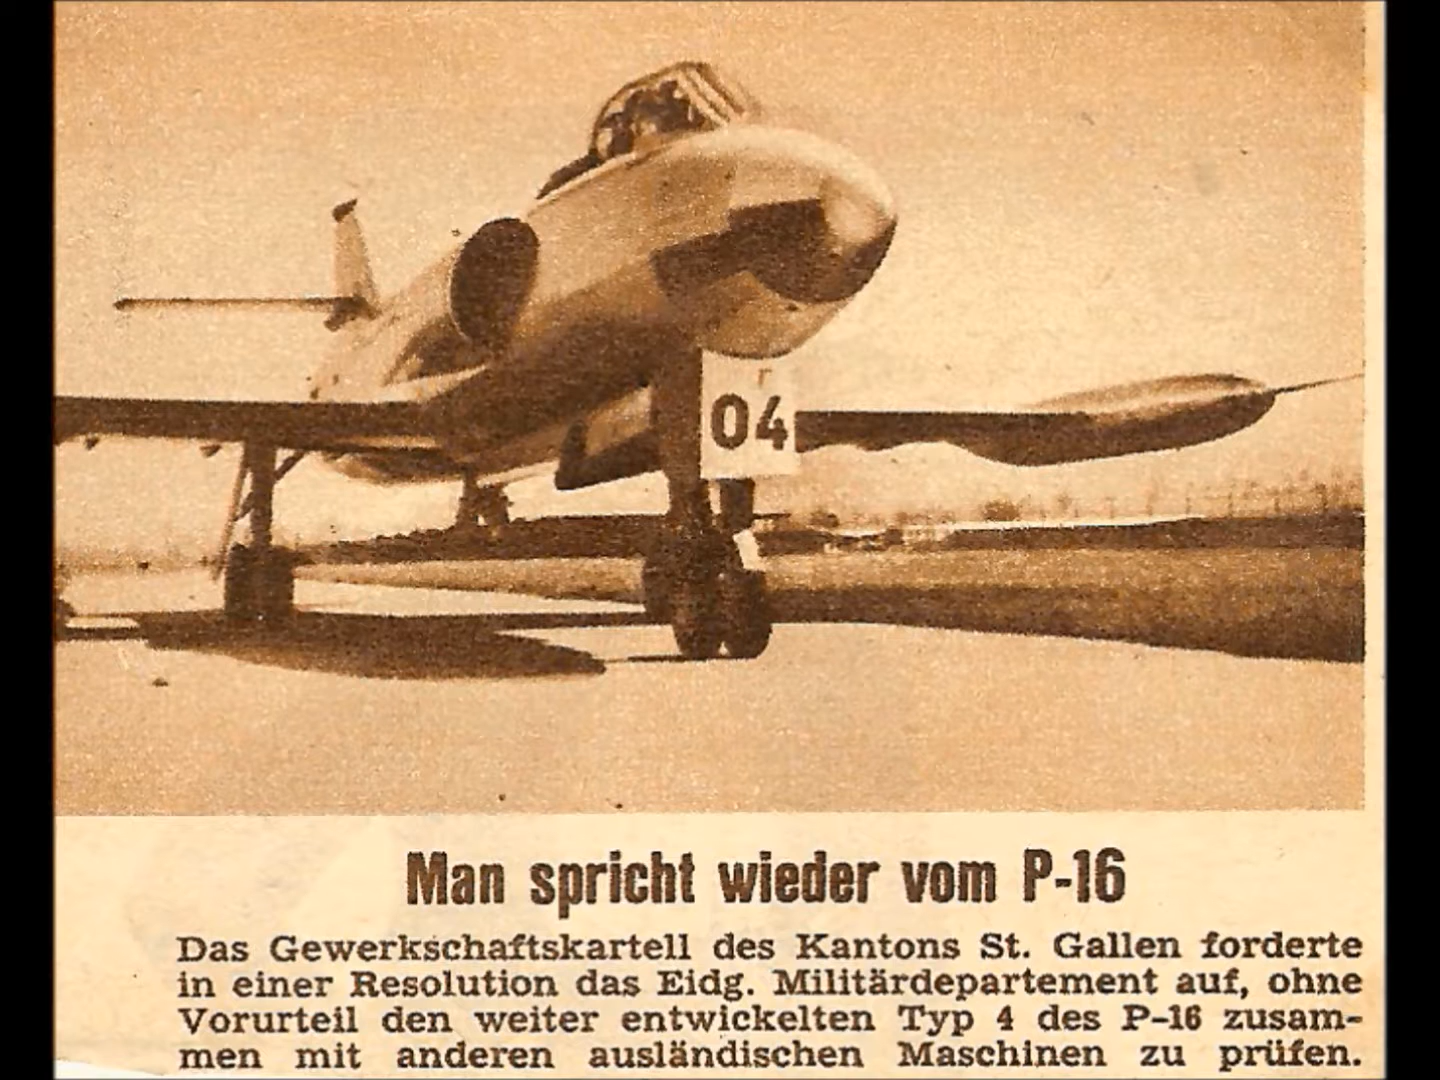 04
Man spricht wieder vom P-16
Das Gewerkschaftskartell des Kantons St. Gallen forderte
in einer Resolution das Eidg. Militärdepartement auf, ohne
Vorurteil den weiter entwickelten Typ 4 des P-16 zusam-
men mit anderen ausländischen Maschinen zu prüfen.